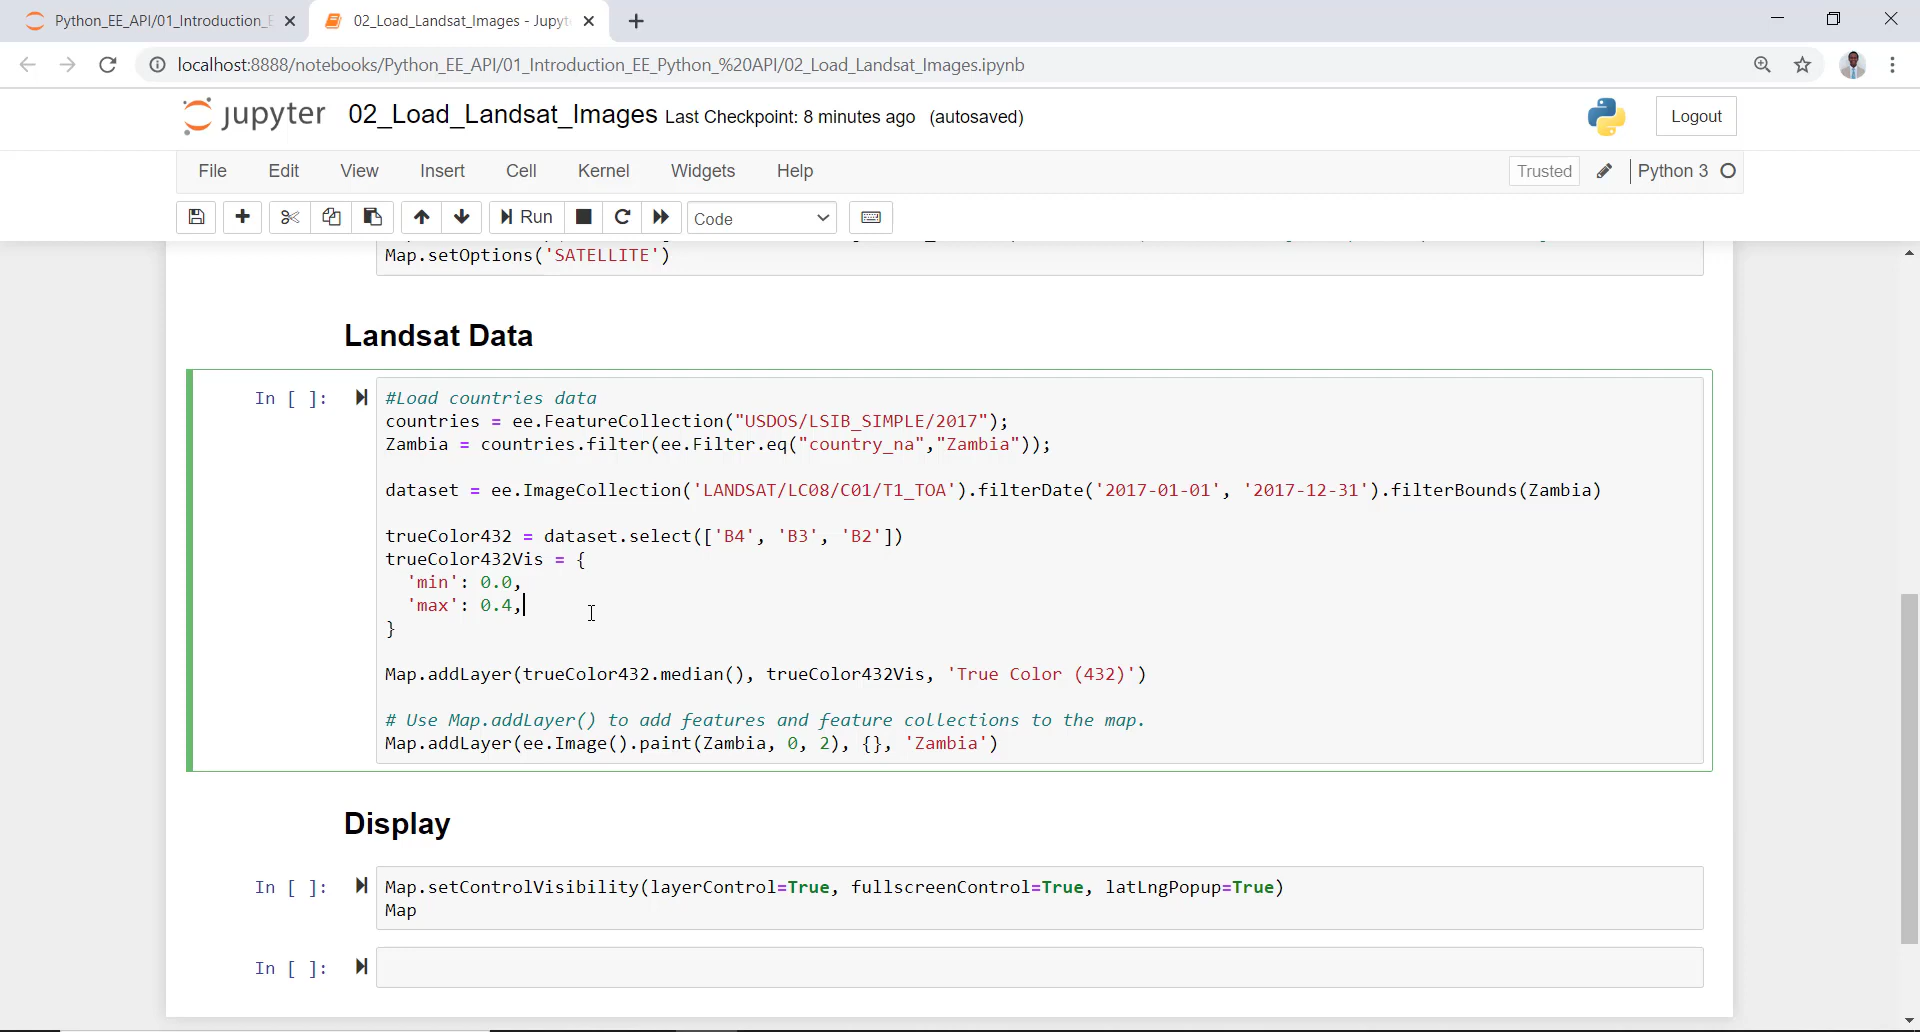 Python_EE_API/01_Introduction_E
02_Load_Landsat_Images - Jupyt
localhost:8888/notebooks/Python_EE_API/01_Introduction_EE_Python_%20API/02_Load_Landsat_Images.ipynb
jupyter 02_Load_Landsat_Images Last Checkpoint: 8 minutes ago (autosaved)
Logout
File Edit View Insert Cell Kernel Widgets Help
Trusted Python 3
Run Code
Map.setOptions('SATELLITE')
Landsat Data
In [ ]: #Load countries data
countries = ee.FeatureCollection("USDOS/LSIB_SIMPLE/2017");
Zambia = countries.filter(ee.Filter.eq("country_na","Zambia"));
dataset = ee.ImageCollection('LANDSAT/LC08/C01/T1_TOA').filterDate('2017-01-01', '2017-12-31').filterBounds(Zambia)
trueColor432 = dataset.select(['B4', 'B3', 'B2'])
trueColor432Vis = {
'min': 0.0,
'max': 0.4,
}
Map.addLayer(trueColor432.median(), trueColor432Vis, 'True Color (432)')
# Use Map.addLayer() to add features and feature collections to the map.
Map.addLayer(ee.Image().paint(Zambia, 0, 2), {}, 'Zambia')
Display
In [ ]: Map.setControlVisibility(layerControl=True, fullscreenControl=True, latLngPopup=True)
Map
In [ ]: